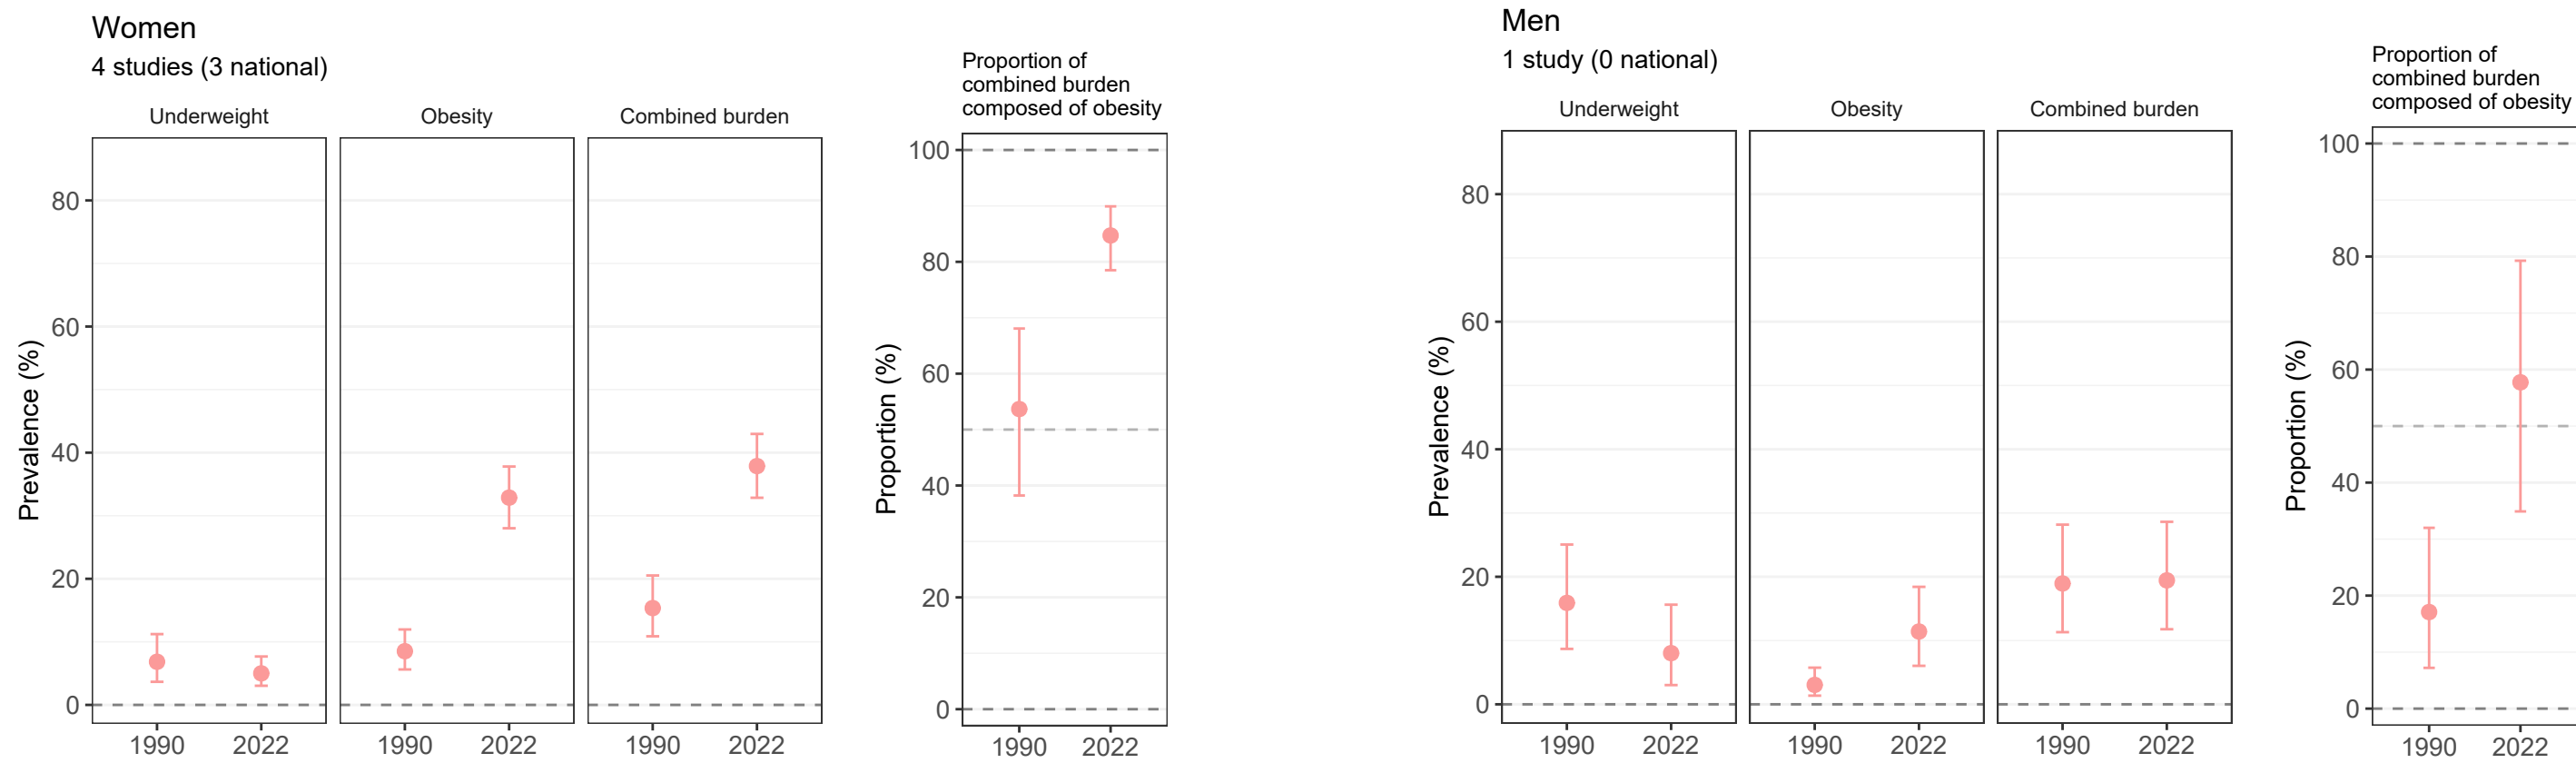 Women
4 studies (3 national)
Underweight
Obesity
Combined burden
Prevalence (%)
80
60
40
20
0
1990 2022
1990 2022
1990 2022
Proportion of
combined burden
composed of obesity
Proportion (%)
100
80
60
40
20
0
1990 2022
Men
1 study (0 national)
Underweight
Obesity
Combined burden
Prevalence (%)
80
60
40
20
0
1990 2022
1990 2022
1990 2022
Proportion of
combined burden
composed of obesity
Proportion (%)
100
80
60
40
20
0
1990 2022